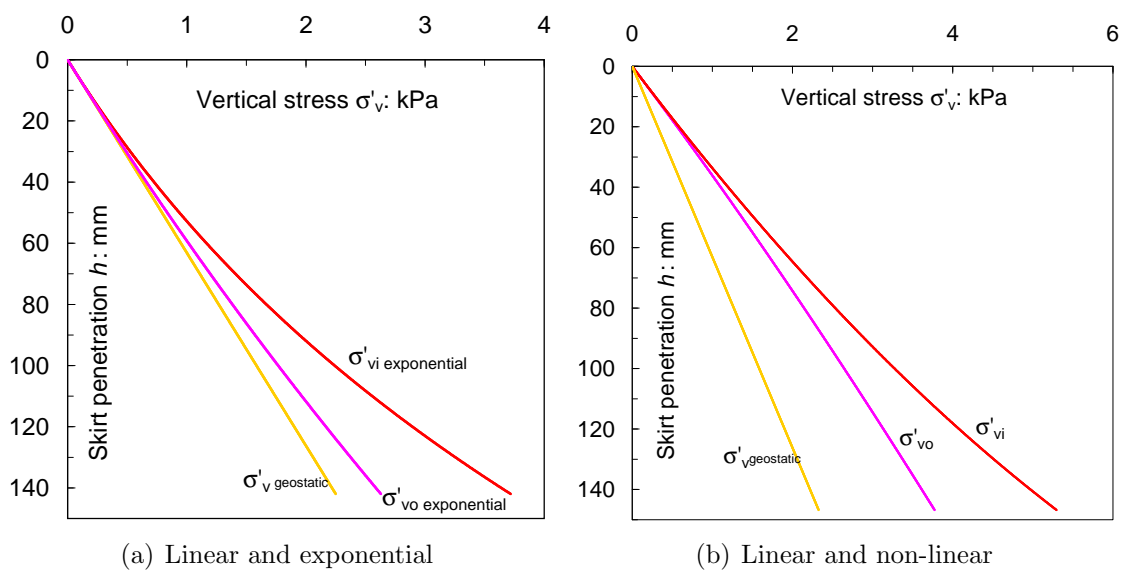 0 1 2 3 4
0
20
40
60
80
100
120
140
Vertical stress σ'v: kPa
Skirt penetration h: mm
σ'vi exponential
σ'v geostatic
σ'vo exponential
(a) Linear and exponential
0 2 4 6
0
20
40
60
80
100
120
140
Vertical stress σ'v: kPa
Skirt penetration h: mm
σ'vi
σ'vo
σ'vgeostatic
(b) Linear and non-linear